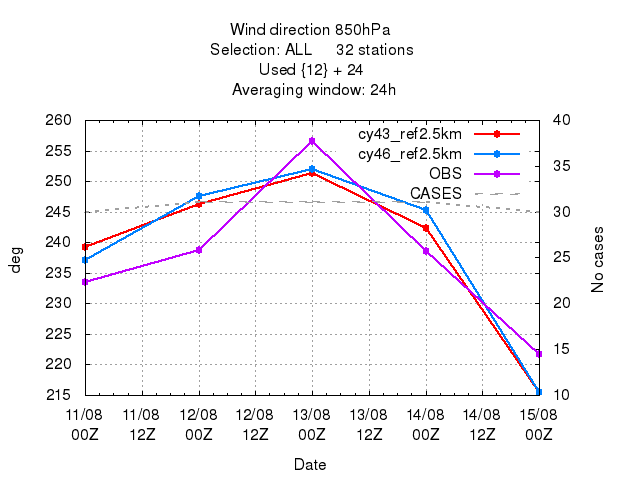 Wind direction 850hPa
Selection: ALL 32 stations
Used {12} + 24
Averaging window: 24h
cy43_ref2.5km
cy46_ref2.5km
OBS
CASES
260
255
250
245
240
235
230
225
220
215
deg
40
35
30
25
20
15
10
No cases
11/08 11/08 12/08 12/08 13/08 13/08 14/08 14/08 15/08
00Z 12Z 00Z 12Z 00Z 12Z 00Z 12Z 00Z
Date